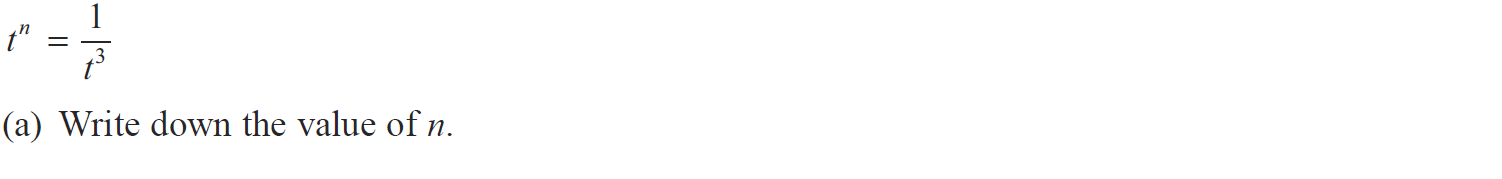 tⁿ = 1/t³
(a) Write down the value of n.